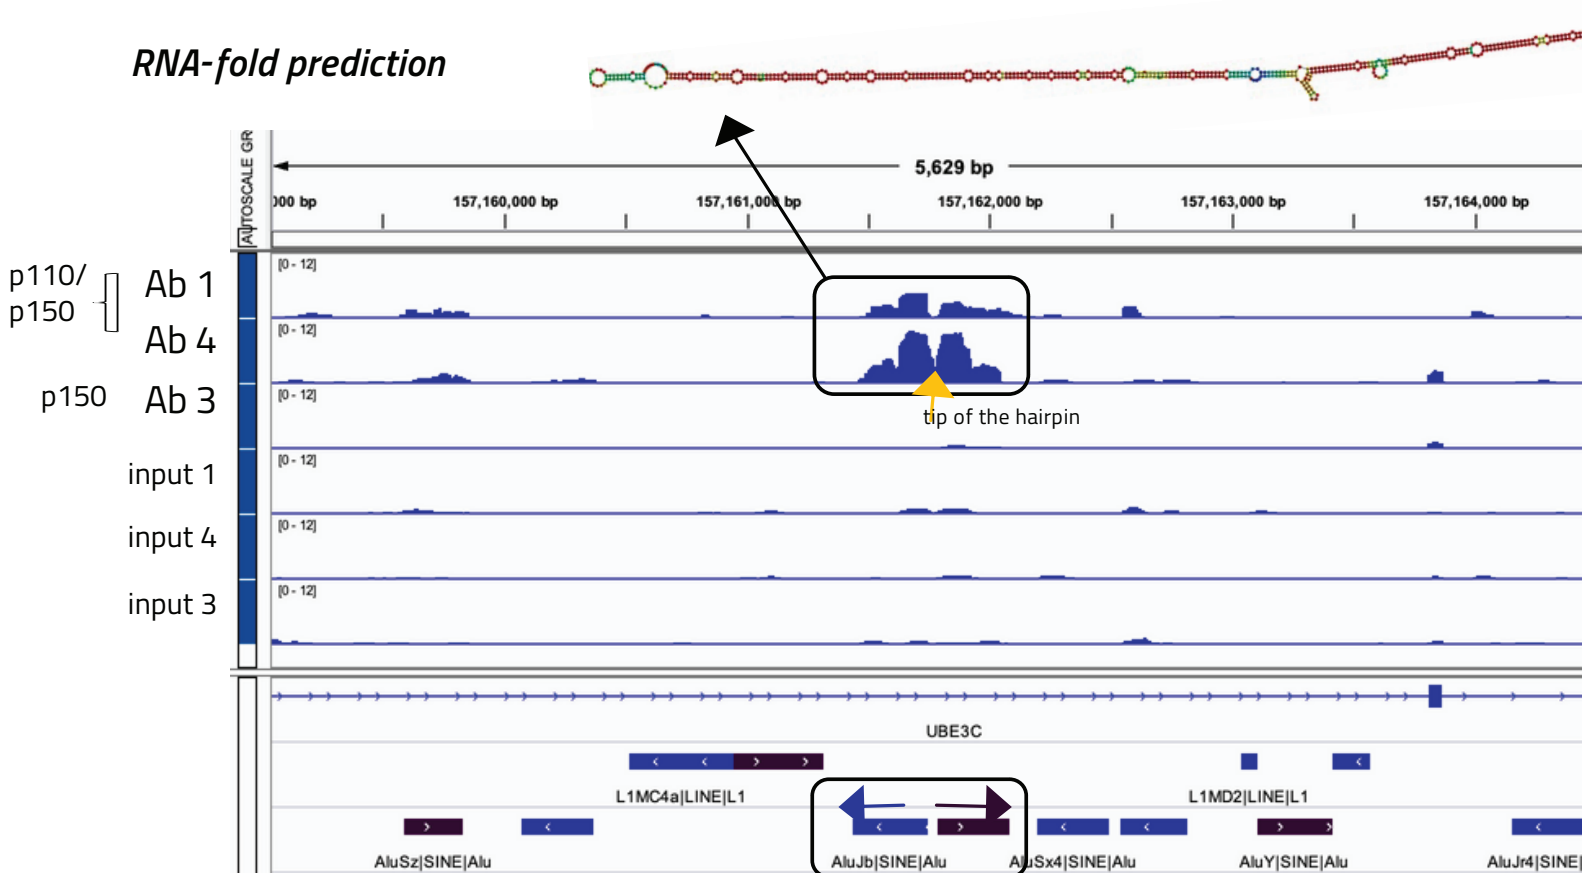 RNA-fold prediction
AUTOSCALE GR
5,629 bp
000 bp 157,160,000 bp 157,161,000 bp 157,162,000 bp 157,163,000 bp 157,164,000 bp
p110/
p150
Ab 1
[0 - 12]
Ab 4
[0 - 12]
p150 Ab 3
[0 - 12]
tip of the hairpin
input 1
[0 - 12]
input 4
[0 - 12]
input 3
[0 - 12]
UBE3C
L1MC4a|LINE|L1 L1MD2|LINE|L1
AluSz|SINE|Alu AluJb|SINE|Alu AluSx4|SINE|Alu AluY|SINE|Alu AluJr4|SINE|